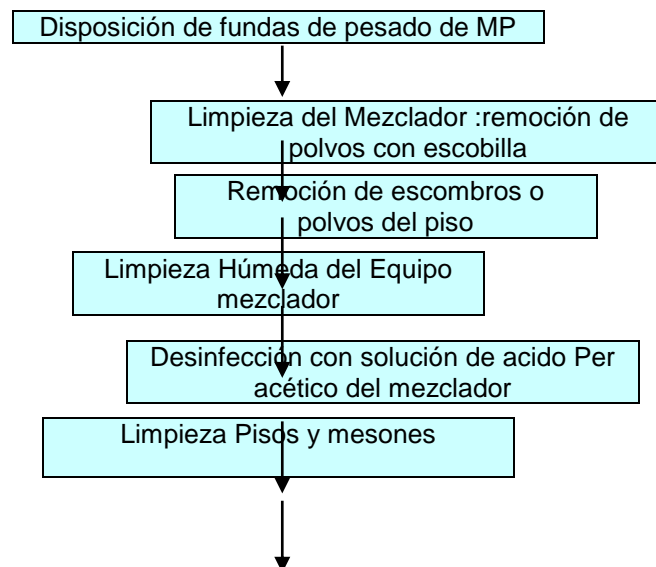 Disposición de fundas de pesado de MP
Limpieza del Mezclador :remoción de
polvos con escobilla
Remoción de escombros o
polvos del piso
Limpieza Húmeda del Equipo
mezclador
Desinfección con solución de acido Per
acético del mezclador
Limpieza Pisos y mesones